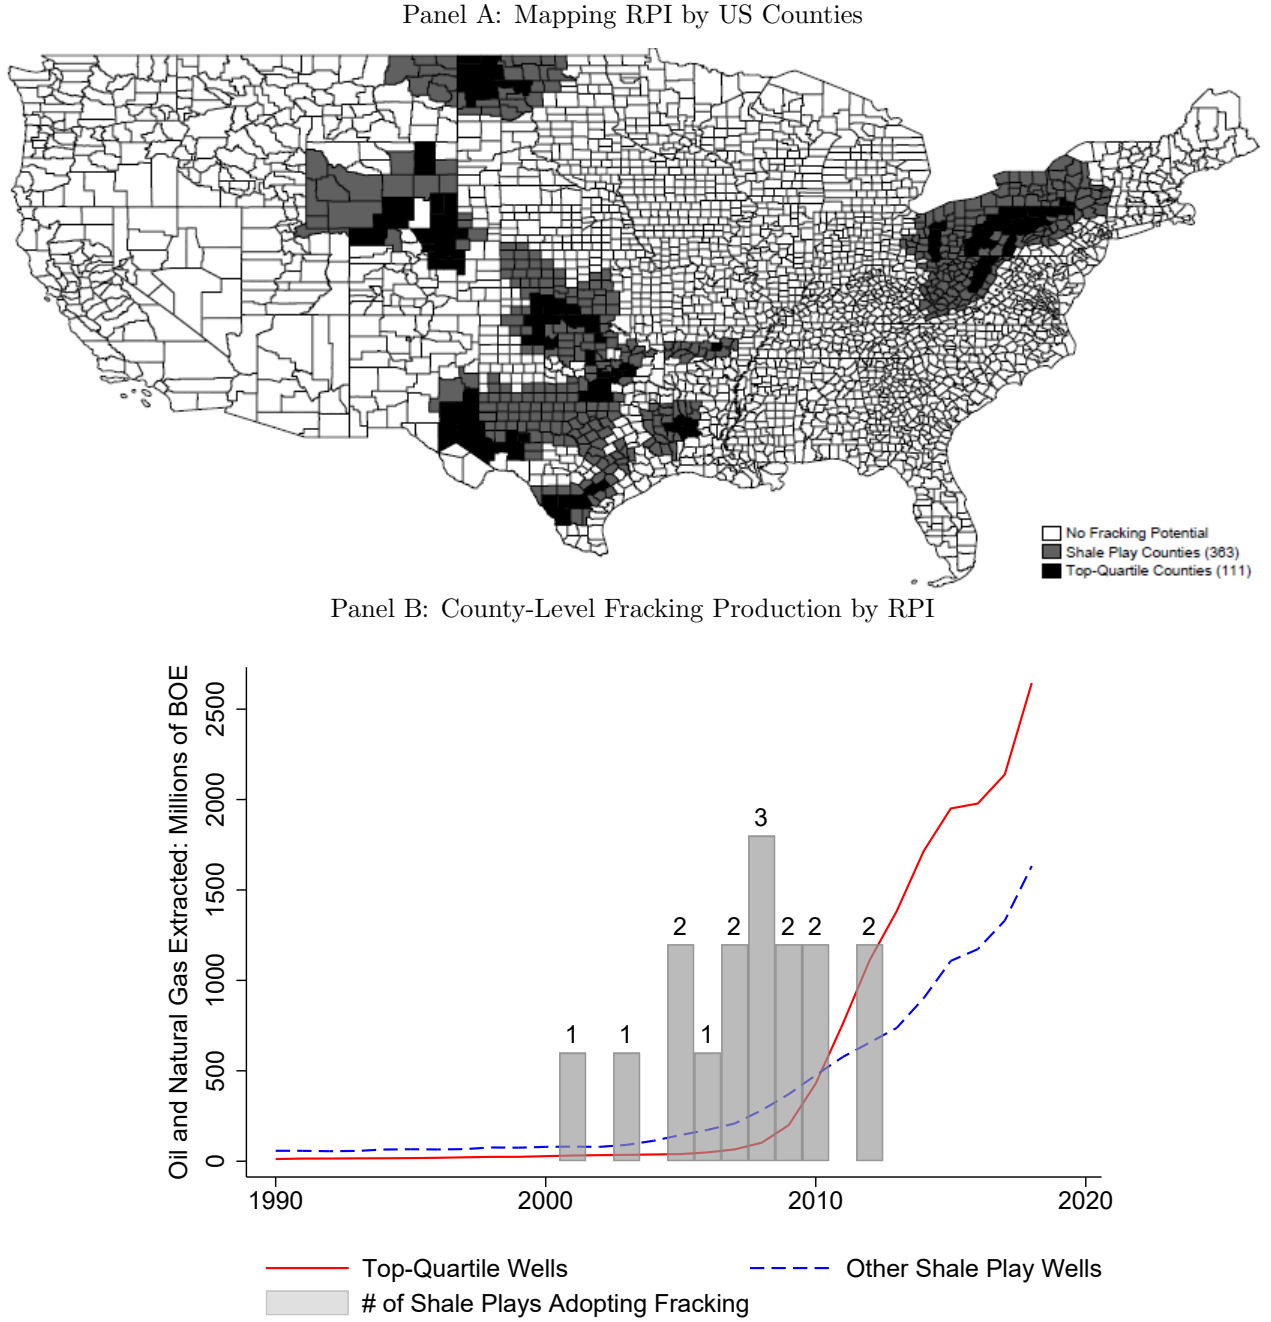 Panel A: Mapping RPI by US Counties
No Fracking Potential
Shale Play Counties (363)
Top-Quartile Counties (111)
Panel B: County-Level Fracking Production by RPI
Oil and Natural Gas Extracted: Millions of BOE
2500
2000
1500
1000
500
0
1
1
2
1
2
3
2
2
2
1990
2000
2010
2020
Top-Quartile Wells
Other Shale Play Wells
# of Shale Plays Adopting Fracking